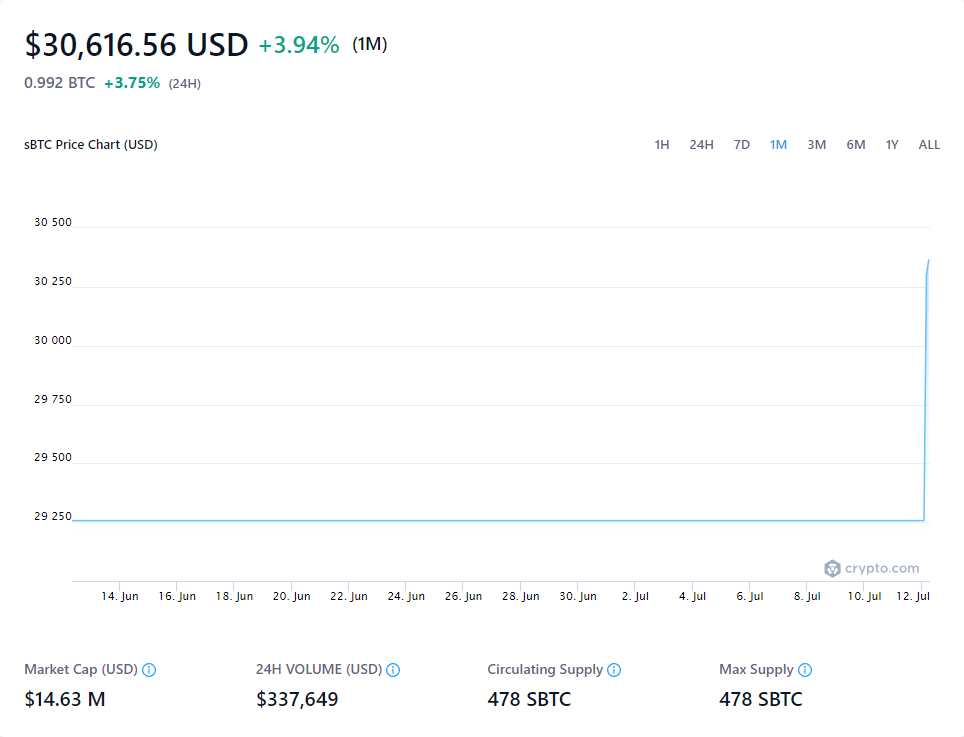 $30,616.56 USD +3.94% (1M)
0.992 BTC +3.75% (24H)
sBTC Price Chart (USD) 1H 24H 7D 1M 3M 6M 1Y ALL
30 500
30 250
30 000
29 750
29 500
29 250
crypto.com
14. Jun 16. Jun 18. Jun 20. Jun 22. Jun 24. Jun 26. Jun 28. Jun 30. Jun 2. Jul 4. Jul 6. Jul 8. Jul 10. Jul 12. Jul
Market Cap (USD) 24H VOLUME (USD) Circulating Supply Max Supply
$14.63 M $337,649 478 SBTC 478 SBTC